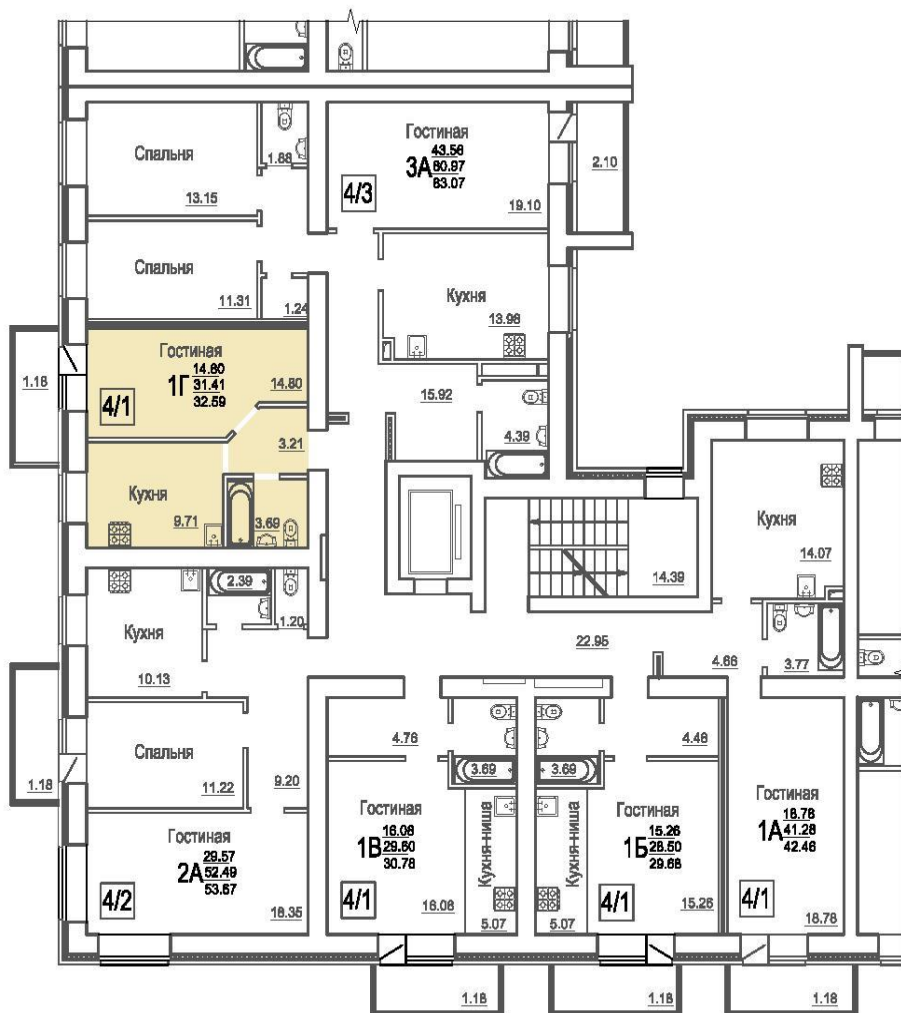 Спальня
13.15
1.88
4/3
Гостиная
3А
43.56
80.97
83.07
19.10
2.10
Спальня
11.31
1.24
Кухня
13.98
1.18
4/1
Гостиная
1Г
14.80
31.41
32.59
14.80
3.21
15.92
4.39
Кухня
9.71
3.69
14.39
Кухня
14.07
Кухня
10.13
2.39
1.20
22.95
4.66
3.77
1.18
Спальня
11.22
9.20
4.76
3.69
3.69
4.46
Гостиная
2А
29.57
52.49
53.67
4/2
18.35
Гостиная
1В
16.08
29.60
30.78
4/1
16.08
Кухня-ниша
5.07
Кухня-ниша
5.07
Гостиная
1Б
15.26
28.50
29.68
4/1
15.26
Гостиная
1А
18.78
41.28
42.46
4/1
18.78
1.18
1.18
1.18